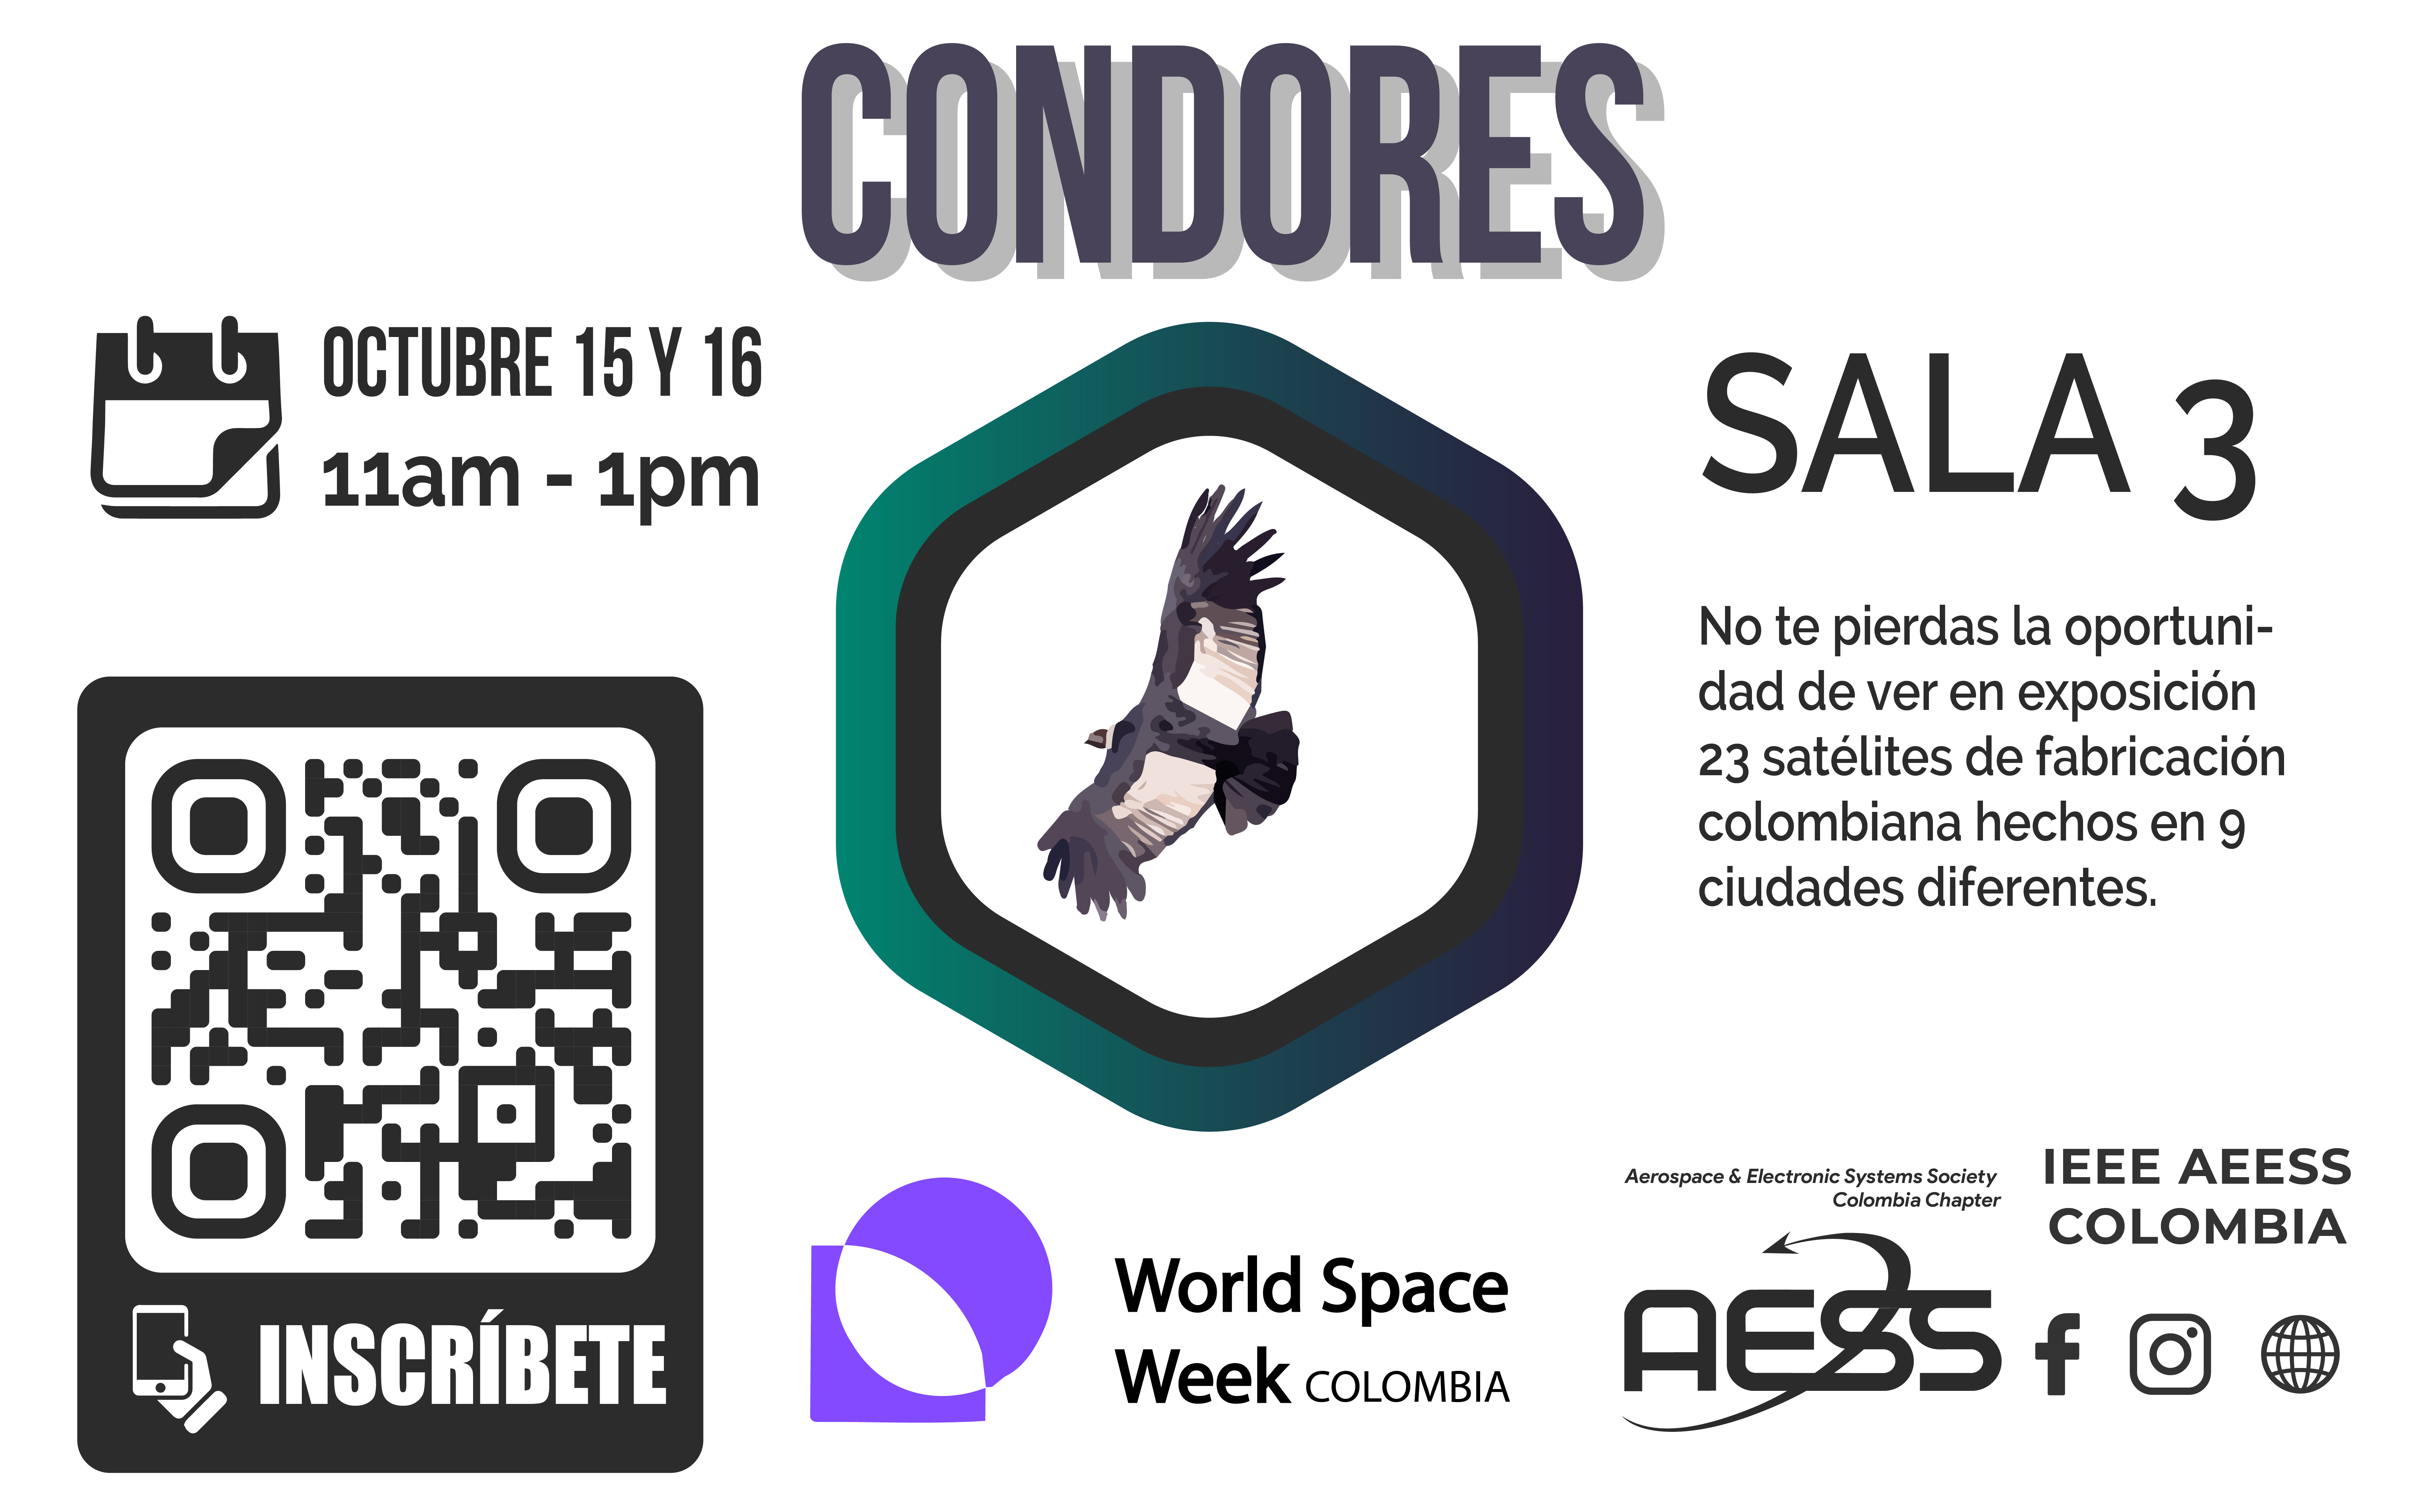 CONDORES
OCTUBRE 15 Y 16
11am - 1pm
SALA 3
No te pierdas la oportuni-
dad de ver en exposición
23 satélites de fabricación
colombiana hechos en 9
ciudades diferentes.
INSCRÍBETE
World Space
Week COLOMBIA
Aerospace & Electronic Systems Society
Colombia Chapter
AESS
IEEE AEESS
COLOMBIA